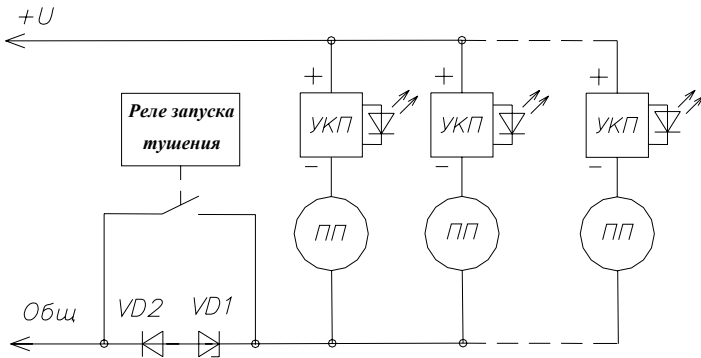 +U
Реле запуска
тушения
+
УКП
−
ПП
+
УКП
−
ПП
+
УКП
−
ПП
Общ
VD2
VD1